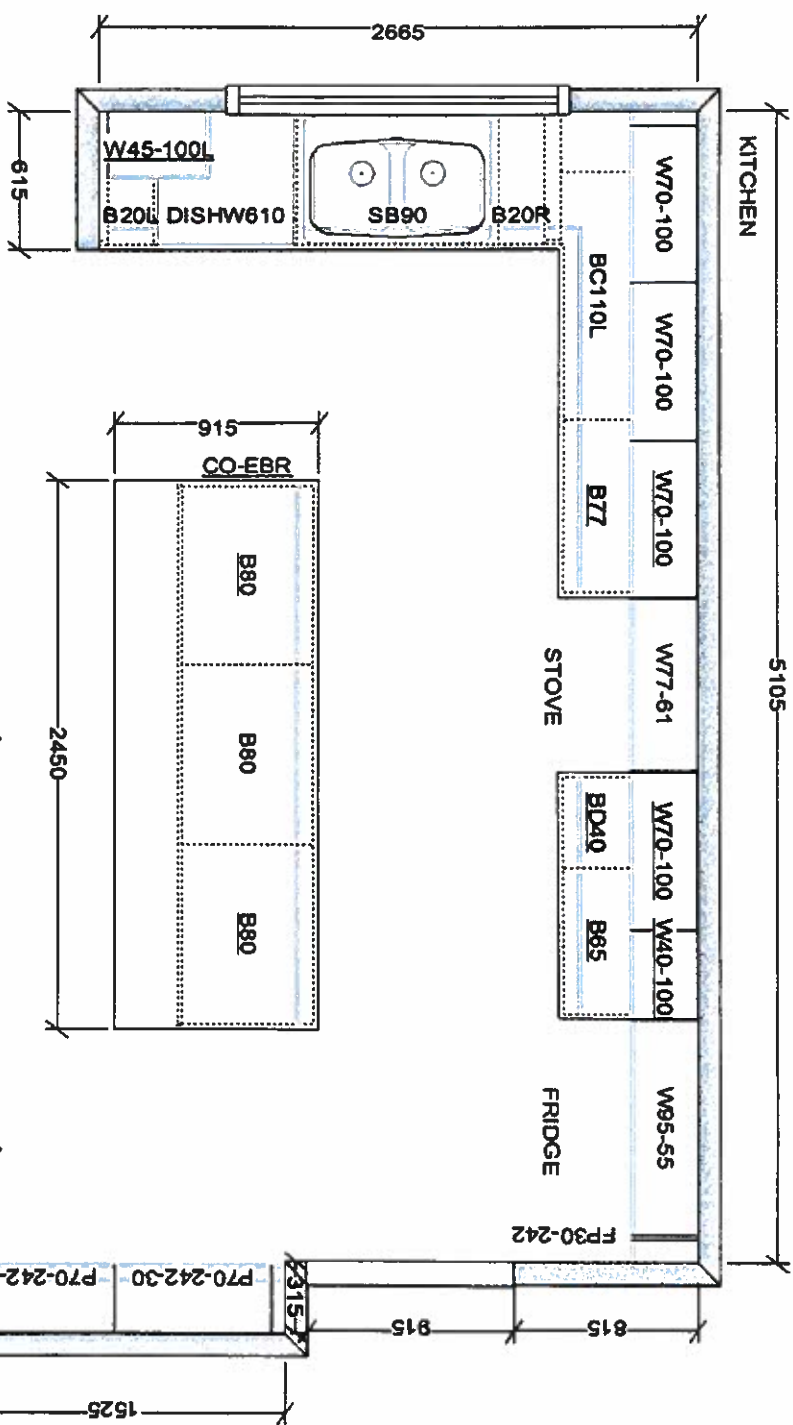 2665
5105
KITCHEN
615
W45-100L
B20L
DISHW610
SB90
B20R
BC110L
B77
W70-100
W70-100
W70-100
W77-61
STOVE
W70-100
W40-100
BD40
B65
W95-55
FRIDGE
FP30-242
915
CO-EBR
B80
B80
B80
2450
P70-242-30
315
915
815
1525